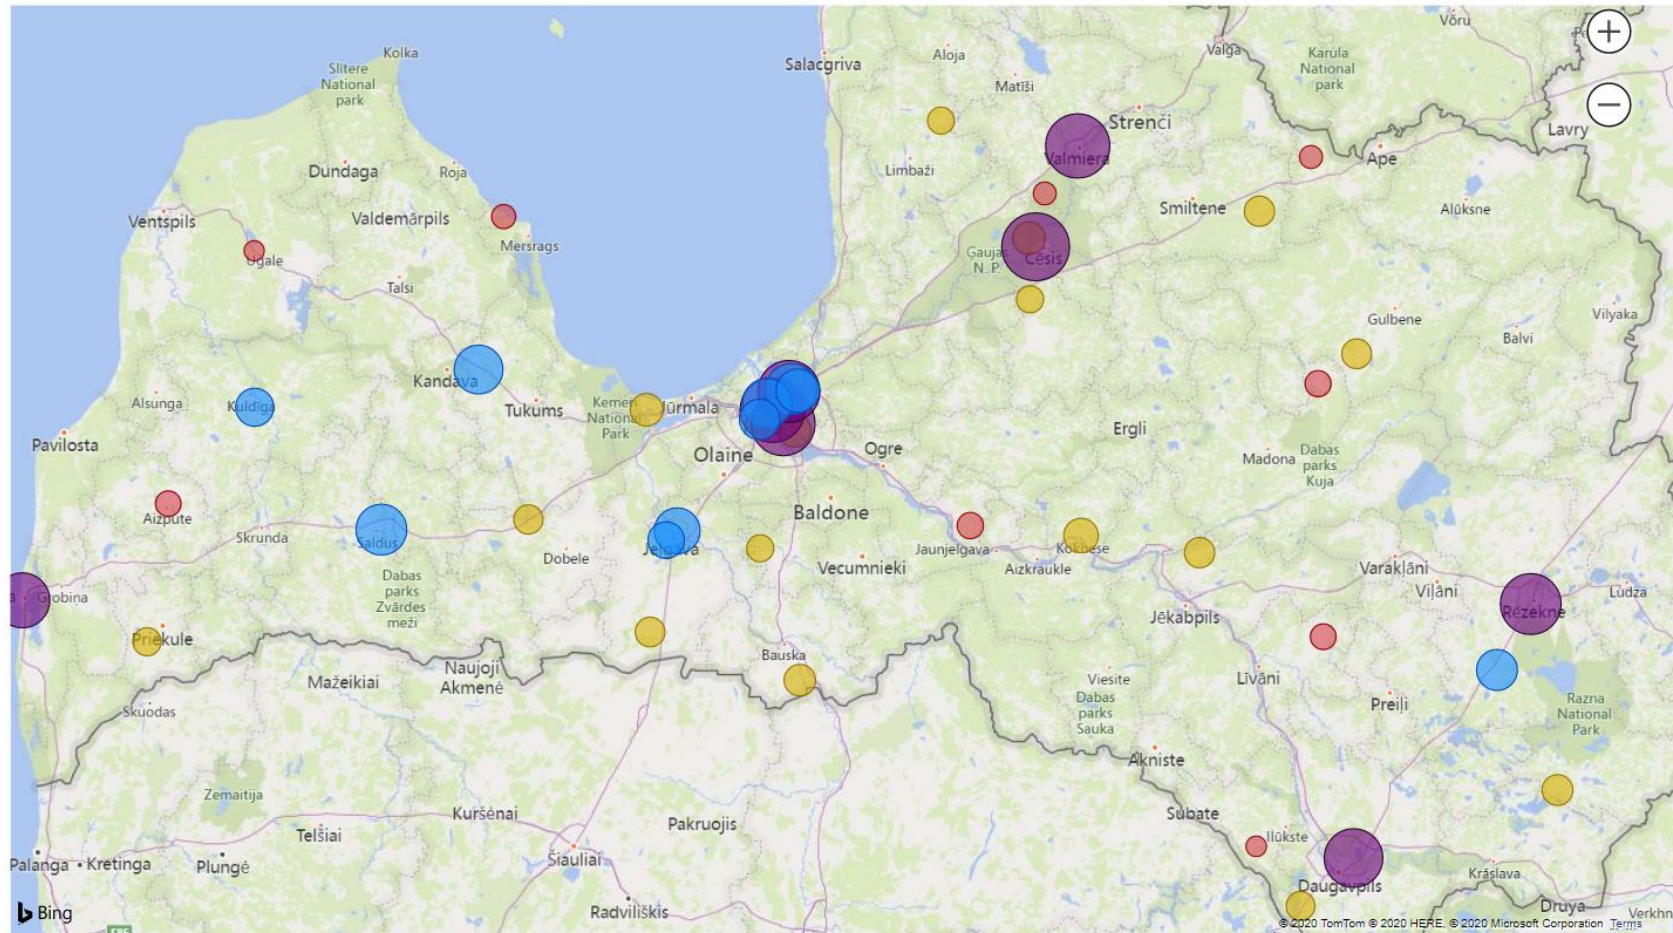 Kolka
Slītere
National
park
Salacgriva
Aloja
Matīši
Valga
Karula
National
park
Võru
Lavry
Strenči
Valmiera
Ape
Limbaži
Smiltene
Alūksne
Dundaga
Roja
Ventspils
Valdemārpils
Mersrags
Ugale
Talsi
Gaujas
N. P.
Cēsis
Gulbene
Vilyaka
Balvi
Kandava
Alsunga
Kuldīga
Tukums
Kemeri
National
Park
Jūrmala
Pavilosta
Olaine
Ogre
Ergli
Madona
Dabas
parks
Kuja
Aizpute
Baldone
Skrunda
Saldus
Jelgava
Dobele
Vecumnieki
Jaunjelgava
Koknese
Aizkraukle
Varakļāni
Viļāni
Rēzekne
Ludza
Dabas
parks
Zvārdes
meži
Grobiņa
Jēkabpils
Priekule
Bauska
Viesite
Līvāni
Dabas
parks
Sauka
Preiļi
Razna
National
Park
Mažeikiai
Naujoji
Akmenė
Skuodas
Akniste
Zemaitija
Kuršėnai
Pakruojis
Subate
Telšiai
Ilūkste
Palanga
Kretinga
Plungė
Šiauliai
Daugavpils
Krāslava
Radviliškis
Druya
Verkhn
Bing
© 2020 TomTom © 2020 HERE, © 2020 Microsoft Corporation Terms